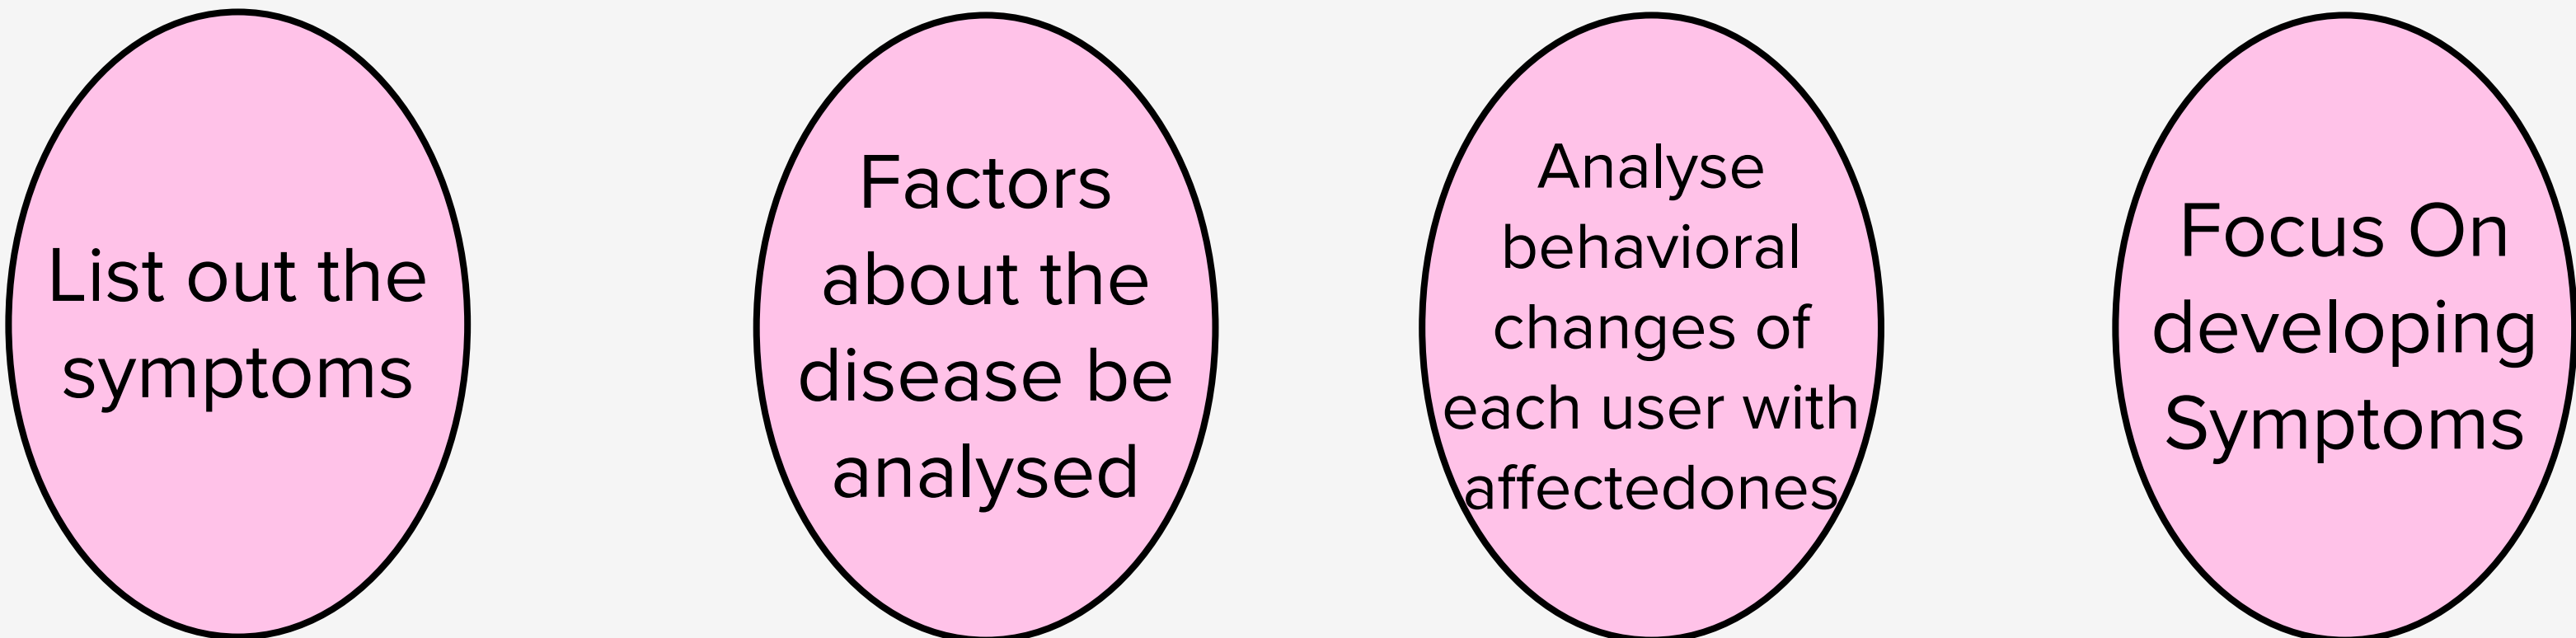 List out the
symptoms
Factors
about the
disease be
analysed
Analyse
behavioral
changes of
each user with
affectedones
Focus On
developing
Symptoms